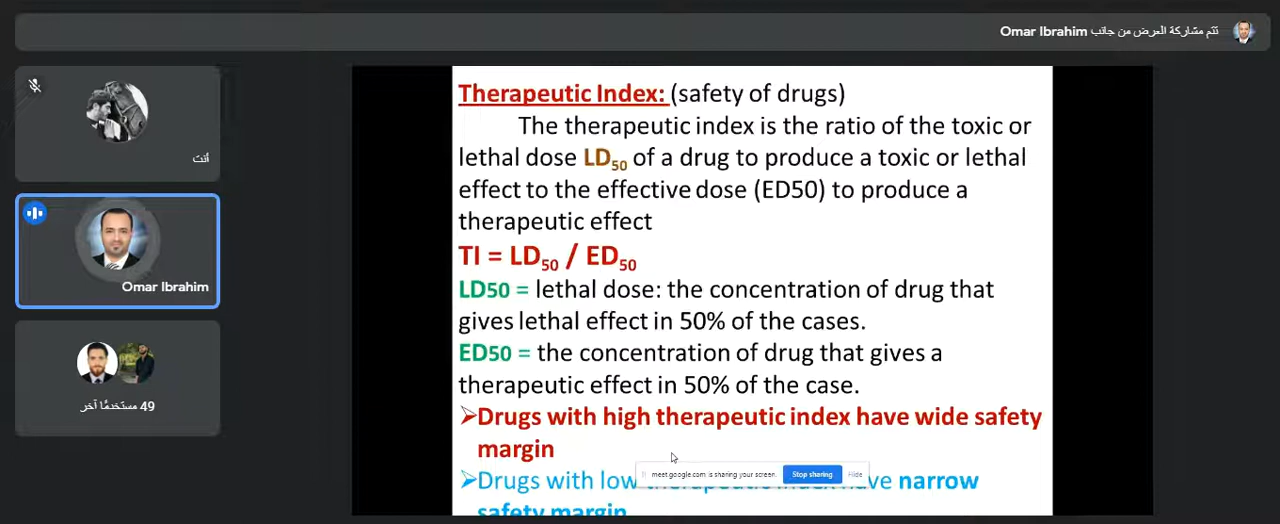 تتم مشاركة العرض من جانب Omar Ibrahim
أنت
Omar Ibrahim
49 مستخدمًا آخر
Therapeutic Index: (safety of drugs)
The therapeutic index is the ratio of the toxic or
lethal dose LD50 of a drug to produce a toxic or lethal
effect to the effective dose (ED50) to produce a
therapeutic effect
TI = LD50 / ED50
LD50 = lethal dose: the concentration of drug that
gives lethal effect in 50% of the cases.
ED50 = the concentration of drug that gives a
therapeutic effect in 50% of the case.
➢Drugs with high therapeutic index have wide safety
margin
meet.google.com is sharing your screen. Stop sharing Hide
➢Drugs with low therapeutic index have narrow
safety margin